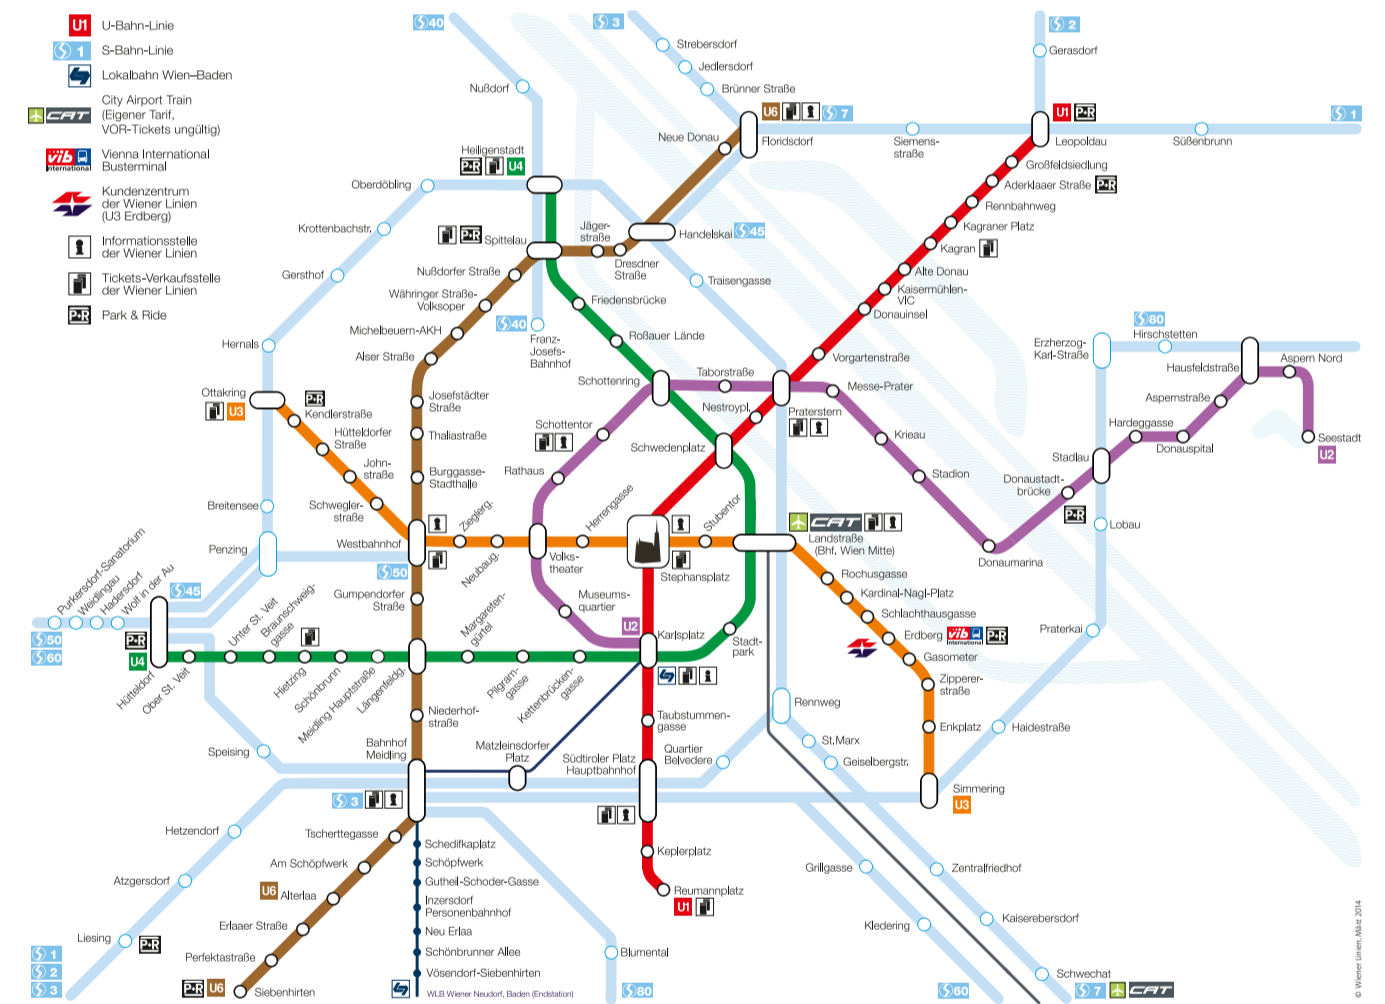 U1 U-Bahn-Linie
S 1 S-Bahn-Linie
Lokalbahn Wien–Baden
CAT City Airport Train
(Eigener Tarif,
VOR-Tickets ungültig)
vib international Vienna International
Busterminal
Kundenzentrum
der Wiener Linien
(U3 Erdberg)
Informationsstelle
der Wiener Linien
Tickets-Verkaufsstelle
der Wiener Linien
P+R Park & Ride
S 40
S 3
S 2
Strebersdorf
Gerasdorf
Jedlersdorf
Nußdorf
Brünner Straße
U6
S 7
U1 P+R
S 1
Neue Donau
Floridsdorf
Siemens-
straße
Leopoldau
Süßenbrunn
Heiligenstadt
P+R U4
Großfeldsiedlung
Oberdöbling
Aderklaaer Straße P+R
Rennbahnweg
Krottenbachstr.
Kagraner Platz
P+R Spittelau
Jäger-
straße
Handelskai S 45
Kagran
Gersthof
Nußdorfer Straße
Dresdner
Straße
Traisengasse
Alte Donau
Währinger Straße-
Volksoper
Friedensbrücke
Kaisermühlen-
VIC
Donauinsel
S 40
S 80
Michelbeuern-AKH
Franz-
Josefs-
Bahnhof
Roßauer Lände
Hirschstetten
Hernals
Alser Straße
Vorgartenstraße
Erzherzog-
Karl-Straße
Aspern Nord
Hausfeldstraße
Ottakring
U3
P+R
Kendlerstraße
Schottenring
Taborstraße
Messe-Prater
Josefstädter
Straße
Nestroypl.
Praterstern
Aspernstraße
Hütteldorfer
Straße
Thaliastraße
Schottentor
Krieau
Hardeggasse
Donauspital
Seestadt
U2
Schwedenplatz
Stadlau
John-
straße
Burggasse-
Stadthalle
Rathaus
Stadion
Donaustadt-
brücke
P+R
Breitensee
Schwegler-
straße
Zieglerg.
Herrengasse
Stubentor
CAT
Lobau
Penzing
Westbahnhof
Neubaug.
Volks-
theater
Stephansplatz
Landstraße
(Bhf. Wien Mitte)
Donaumarina
S 50
Rochusgasse
Purkersdorf-Sanatorium
Weidlingau
Hadersdorf
Wolf in der Au
S 45
Gumpendorfer
Straße
Museums-
quartier
Kardinal-Nagl-Platz
Schlachthausgasse
S 50
S 60
P+R
U4
Unter St. Veit
Braunschweig-
gasse
Margareten-
gürtel
U2
Karlsplatz
Stadt-
park
Erdberg vib international P+R
Praterkai
Gasometer
Hütteldorf
Ober St. Veit
Hietzing
Schönbrunn
Meidling Hauptstraße
Längenfeldg.
Pilgram-
gasse
Kettenbrücken-
gasse
Zipperer-
straße
Rennweg
Niederhof-
straße
Taubstummen-
gasse
Enkplatz
Haidestraße
Speising
Bahnhof
Meidling
Matzleinsdorfer
Platz
Südtiroler Platz
Hauptbahnhof
Quartier
Belvedere
St.Marx
Geiselbergstr.
S 3
Simmering
U3
Hetzendorf
Tscherttegasse
Schedifkaplatz
Keplerplatz
Am Schöpfwerk
Schöpfwerk
Grillgasse
Zentralfriedhof
Atzgersdorf
U6 Alterlaa
Gutheil-Schoder-Gasse
Reumannplatz
U1
Inzersdorf
Personenbahnhof
Kaiserebersdorf
Erlaaer Straße
Neu Erlaa
Kledering
Liesing
P+R
Schönbrunner Allee
Blumental
S 1
S 2
S 3
Perfektastraße
Vösendorf-Siebenhirten
Schwechat
P+R U6
Siebenhirten
WLB Wiener Neudorf, Baden (Endstation)
S 80
S 60
S 7 CAT
© Wiener Linien, März 2014